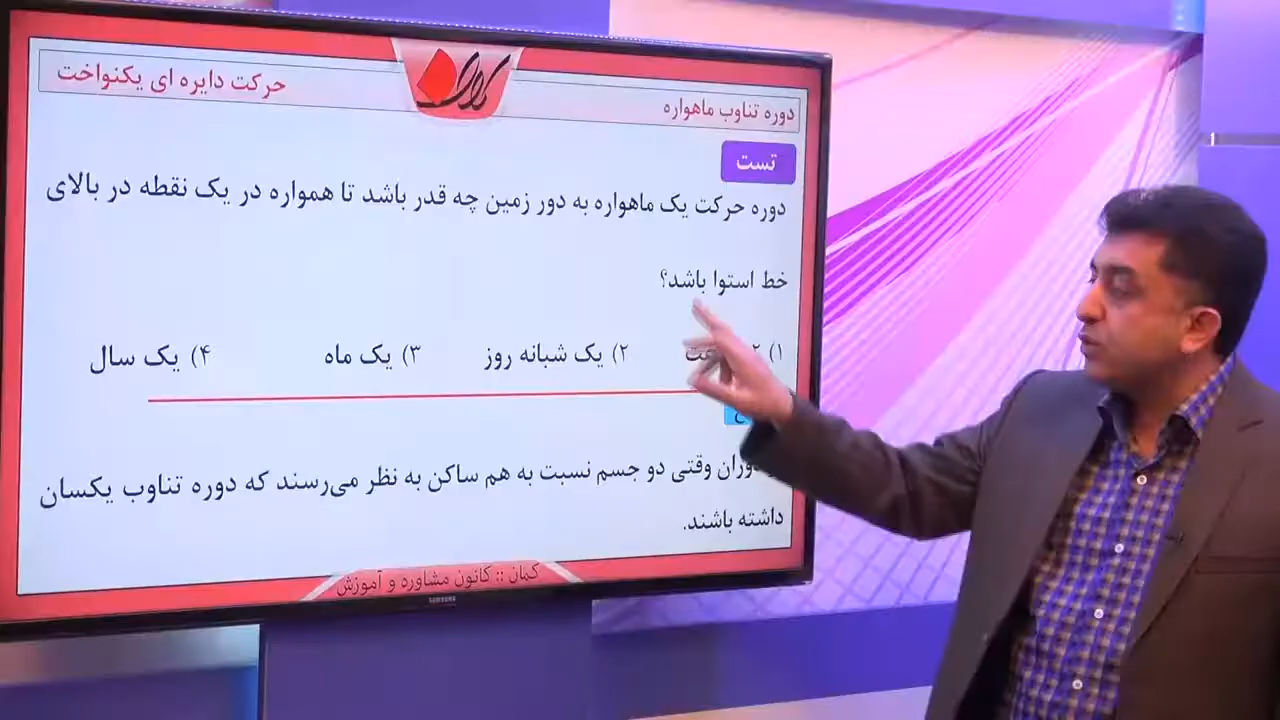 حرکت دایره ای یکنواخت
دوره تناوب ماهواره
تست
دوره حرکت یک ماهواره به دور زمین چه قدر باشد تا همواره در یک نقطه در بالای
خط استوا باشد؟
۱) ۲ ۲) یک شبانه روز ۳) یک ماه ۴) یک سال
وقتی دو جسم نسبت به هم ساکن به نظر می‌رسند که دوره تناوب یکسان
داشته باشند.
کمان :: کانون مشاوره و آموزش
SAMSUNG